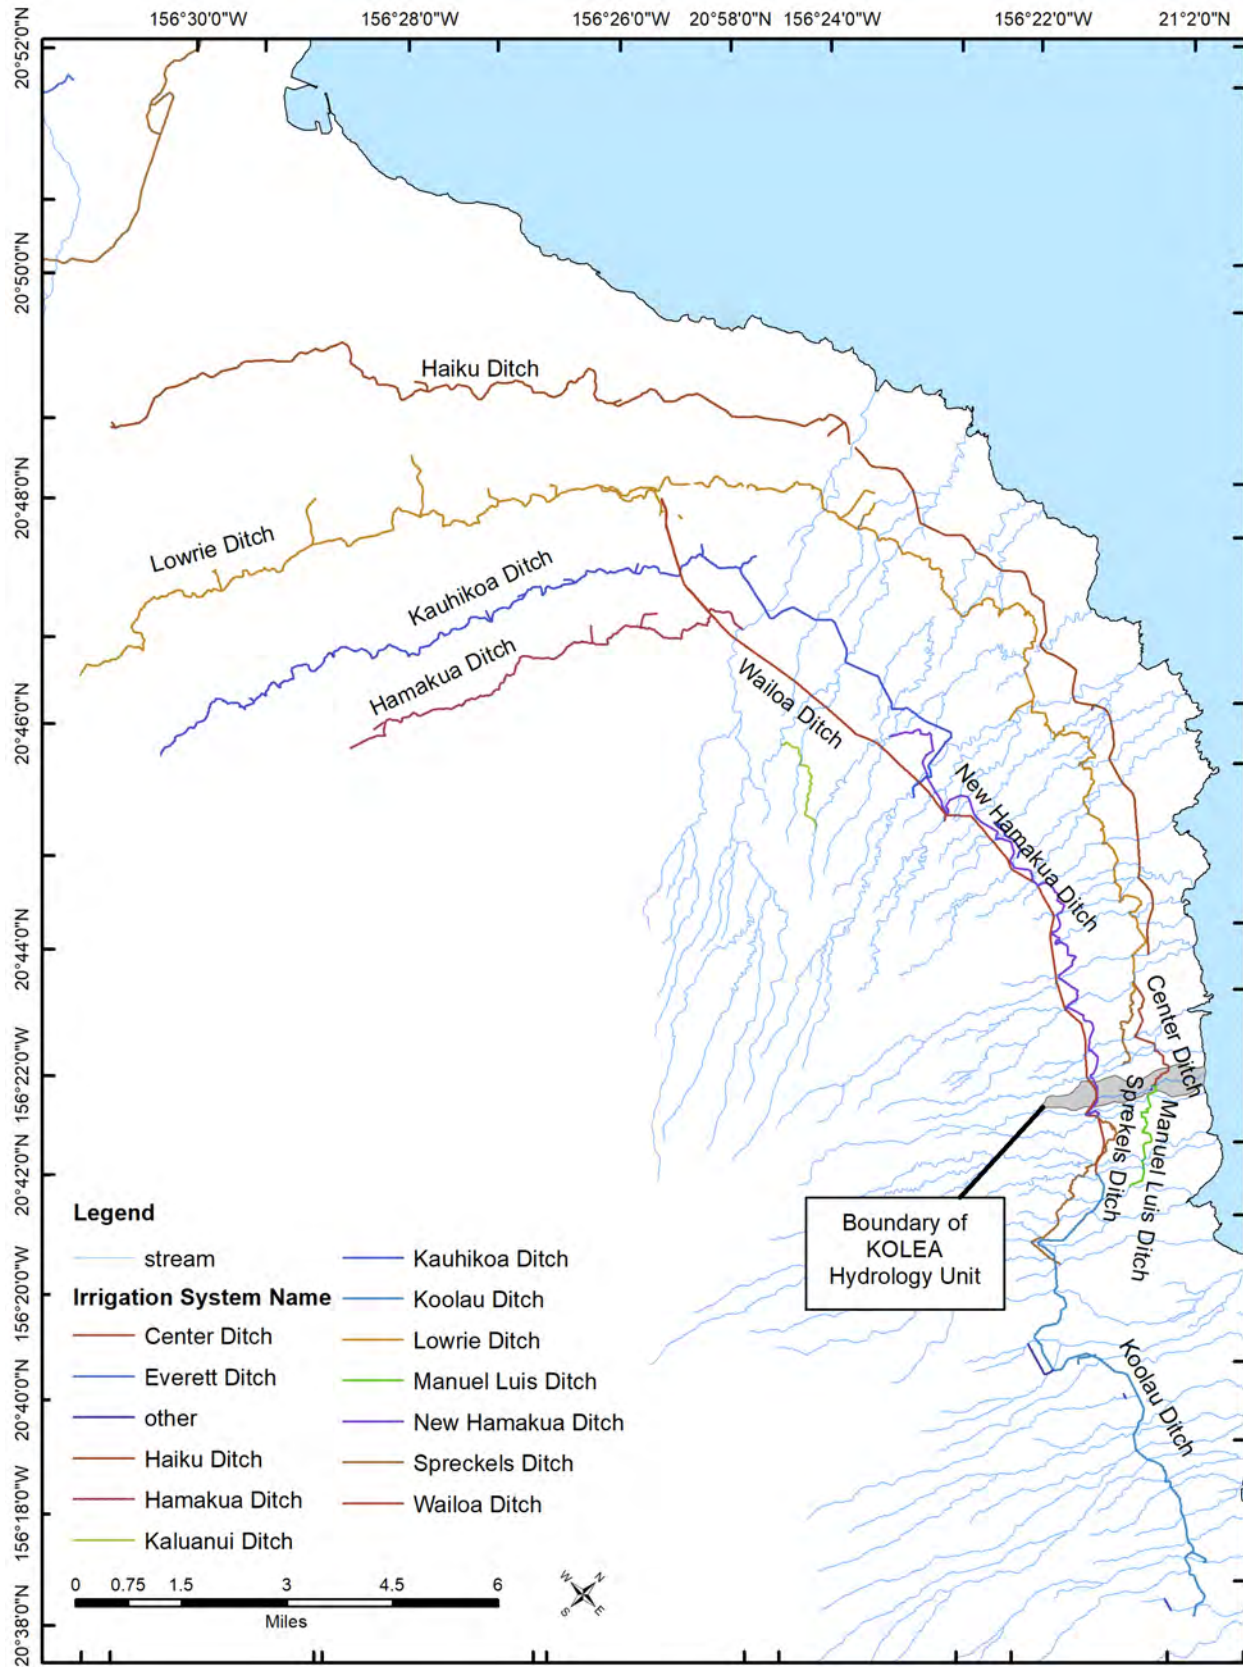 156°30'0"W 156°28'0"W 156°26'0"W 20°58'0"N 156°24'0"W 156°22'0"W 21°2'0"N
20°52'0"N
20°50'0"N
20°48'0"N
20°46'0"N
20°44'0"N
156°22'0"W
20°42'0"N
156°20'0"W
20°40'0"N
156°18'0"W
20°38'0"N
Haiku Ditch
Lowrie Ditch
Kauhikoa Ditch
Hamakua Ditch
Wailoa Ditch
New Hamakua Ditch
Center Ditch
Sprekels Ditch
Manuel Luis Ditch
Koolau Ditch
Boundary of
KOLEA
Hydrology Unit
Legend
stream
Irrigation System Name
Center Ditch
Everett Ditch
other
Haiku Ditch
Hamakua Ditch
Kaluanui Ditch
Kauhikoa Ditch
Koolau Ditch
Lowrie Ditch
Manuel Luis Ditch
New Hamakua Ditch
Spreckels Ditch
Wailoa Ditch
0 0.75 1.5 3 4.5 6
Miles
W N
S E